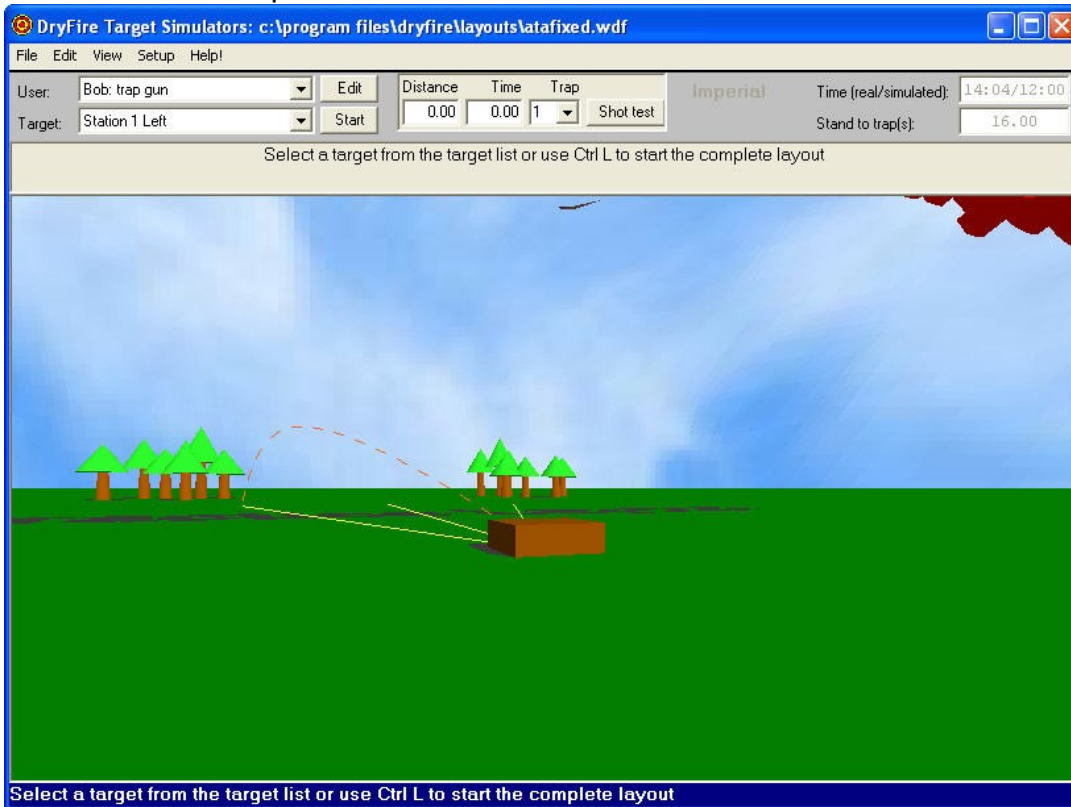 DryFire Target Simulators: c:\program files\dryfire\layouts\atafixed.wdf
File Edit View Setup Help!
User: Bob: trap gun Edit Distance Time Trap Imperial Time (real/simulated): 14:04/12:00
Target: Station 1 Left Start 0.00 0.00 1 Shot test Stand to trap(s): 16.00
Select a target from the target list or use Ctrl L to start the complete layout
Select a target from the target list or use Ctrl L to start the complete layout